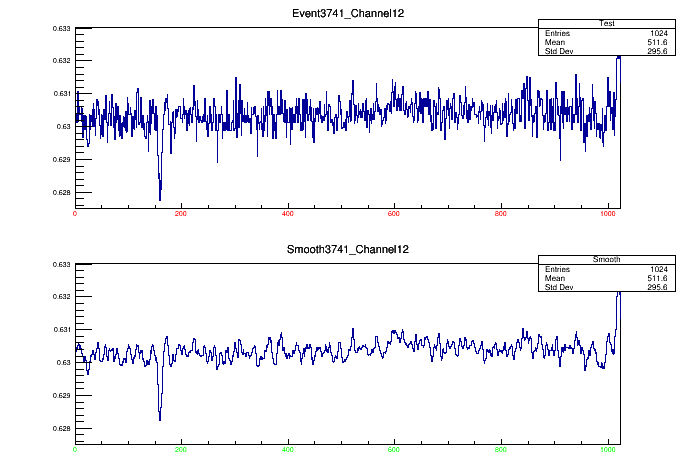 Event3741_Channel12
Test
Entries 1024
Mean 511.6
Std Dev 295.6
0.633
0.632
0.631
0.63
0.629
0.628
0 200 400 600 800 1000
Smooth3741_Channel12
Smooth
Entries 1024
Mean 511.6
Std Dev 295.6
0.633
0.632
0.631
0.63
0.629
0.628
0 200 400 600 800 1000